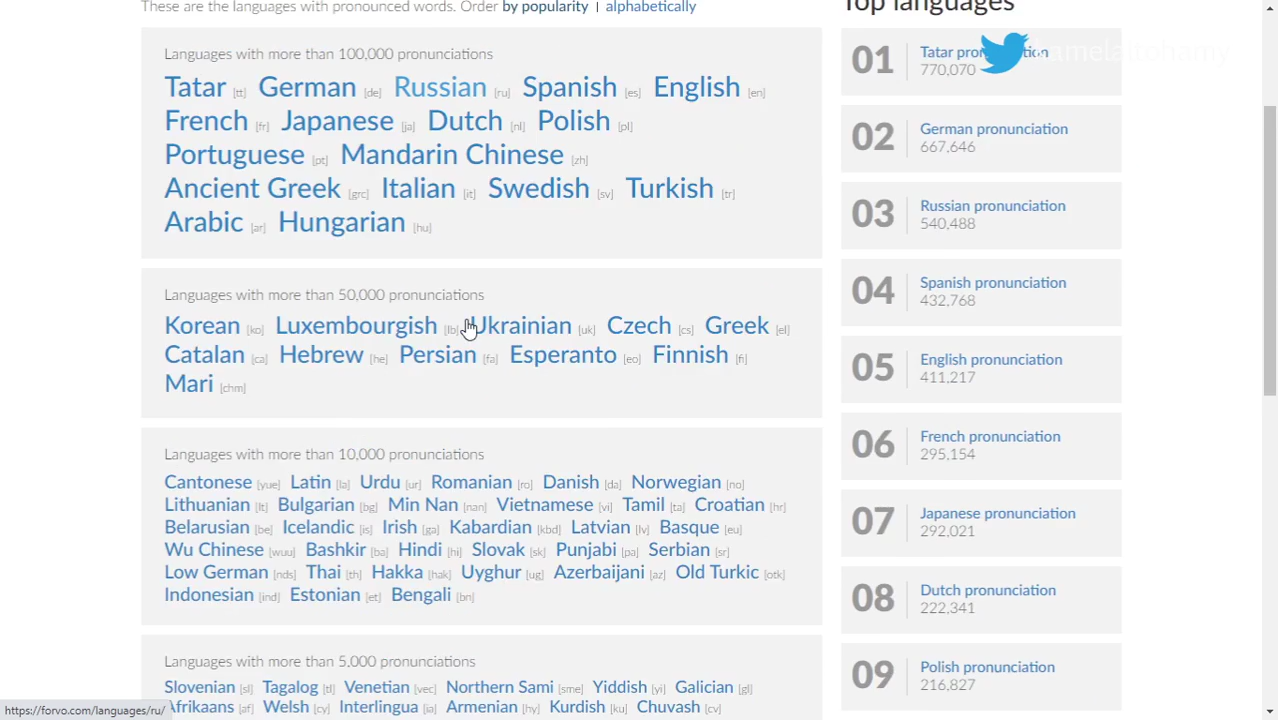 These are the languages with pronounced words. Order by popularity | alphabetically
Languages with more than 100,000 pronunciations
Tatar [tt] German [de] Russian [ru] Spanish [es] English [en]
French [fr] Japanese [ja] Dutch [nl] Polish [pl]
Portuguese [pt] Mandarin Chinese [zh]
Ancient Greek [grc] Italian [it] Swedish [sv] Turkish [tr]
Arabic [ar] Hungarian [hu]
Languages with more than 50,000 pronunciations
Korean [ko] Luxembourgish [lb] Ukrainian [uk] Czech [cs] Greek [el]
Catalan [ca] Hebrew [he] Persian [fa] Esperanto [eo] Finnish [fi]
Mari [chm]
Languages with more than 10,000 pronunciations
Cantonese [yue] Latin [la] Urdu [ur] Romanian [ro] Danish [da] Norwegian [no]
Lithuanian [lt] Bulgarian [bg] Min Nan [nan] Vietnamese [vi] Tamil [ta] Croatian [hr]
Belarusian [be] Icelandic [is] Irish [ga] Kabardian [kbd] Latvian [lv] Basque [eu]
Wu Chinese [wuu] Bashkir [ba] Hindi [hi] Slovak [sk] Punjabi [pa] Serbian [sr]
Low German [nds] Thai [th] Hakka [hak] Uyghur [ug] Azerbaijani [az] Old Turkic [otk]
Indonesian [ind] Estonian [et] Bengali [bn]
Languages with more than 5,000 pronunciations
Slovenian [sl] Tagalog [tl] Venetian [vec] Northern Sami [sme] Yiddish [yi] Galician [gl]
Afrikaans [af] Welsh [cy] Interlingua [ia] Armenian [hy] Kurdish [ku] Chuvash [cv]
https://forvo.com/languages/ru/
Top languages
01 Tatar
770,070
02 German pronunciation
667,646
03 Russian pronunciation
540,488
04 Spanish pronunciation
432,768
05 English pronunciation
411,217
06 French pronunciation
295,154
07 Japanese pronunciation
292,021
08 Dutch pronunciation
222,341
09 Polish pronunciation
216,827